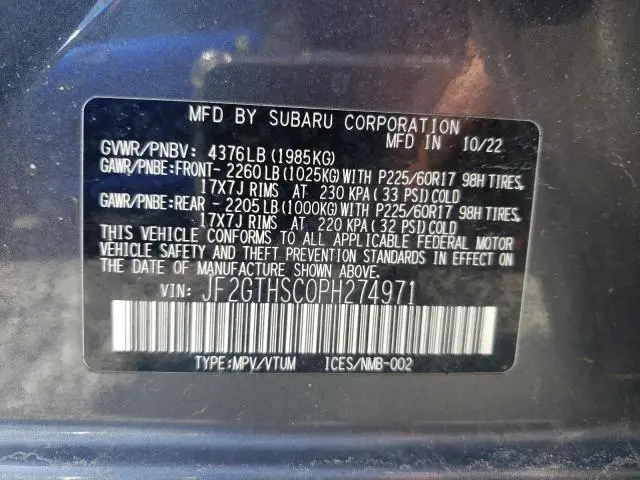 MFD BY SUBARU CORPORATION
MFD IN 10/22
GVWR/PNBV: 4376LB (1985KG)
GAWR/PNBE:FRONT- 2260LB (1025KG) WITH P225/60R17 98H TIRES,
17X7J RIMS AT 230 KPA (33 PSI) COLD
GAWR/PNBE:REAR - 2205LB (1000KG) WITH P225/60R17 98H TIRES,
17X7J RIMS AT 220 KPA (32 PSI) COLD
THIS VEHICLE CONFORMS TO ALL APPLICABLE FEDERAL MOTOR
VEHICLE SAFETY AND THEFT PREVENTION STANDARDS IN EFFECT ON
THE DATE OF MANUFACTURE SHOWN ABOVE.
VIN: JF2GTHSC0PH274971
TYPE:MPV/VTUM ICES/NMB-002